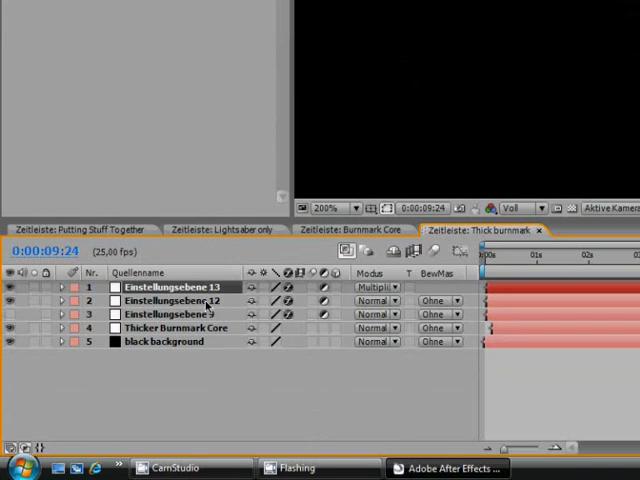 200%
0:00:09:24
Voll
Aktive Kamera
Zeitleiste: Putting Stuff Together
Zeitleiste: Lightsaber only
Zeitleiste: Burnmark Core
Zeitleiste: Thick burnmark ×
0:00:09:24
(25,00 fps)
00s
01s
02s
Nr.
Quellenname
Modus
T
BewMas
1
Einstellungsebene 13
Multipli
2
Einstellungsebene 12
Normal
Ohne
3
Einstellungsebene 9
Normal
Ohne
4
Thicker Burnmark Core
Normal
Ohne
5
black background
Normal
Ohne
»
CamStudio
Flashing
Adobe After Effects ...